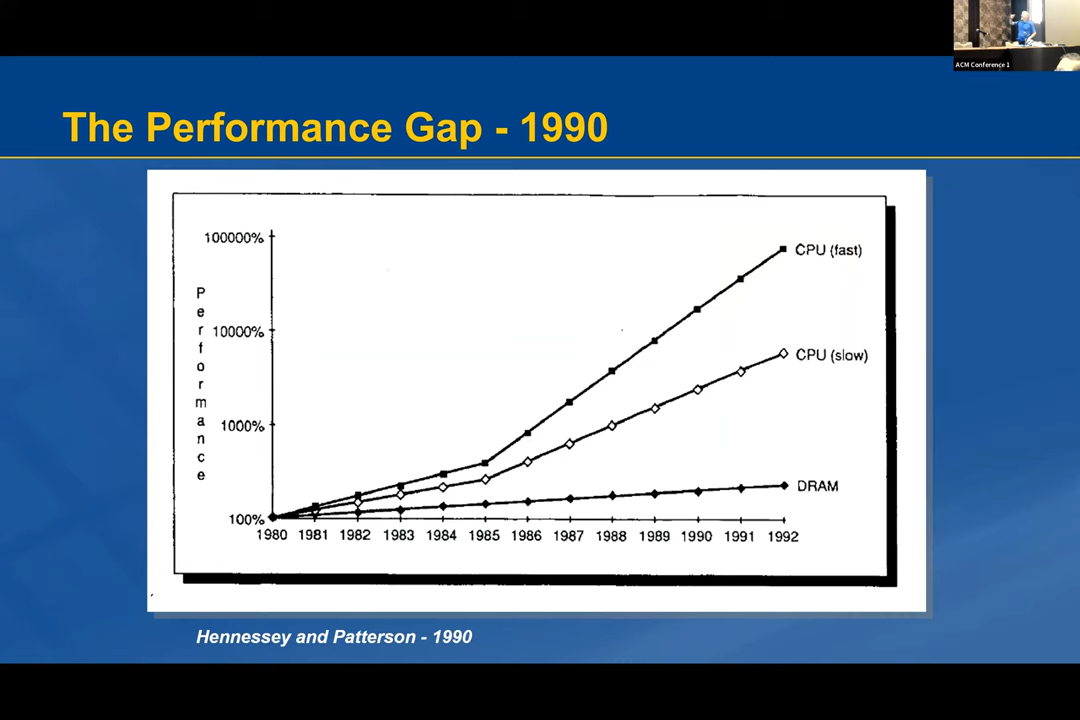 ACM Conference 1
The Performance Gap - 1990
100000%
10000%
1000%
100%
Performance
CPU (fast)
CPU (slow)
DRAM
1980 1981 1982 1983 1984 1985 1986 1987 1988 1989 1990 1991 1992
Hennessey and Patterson - 1990